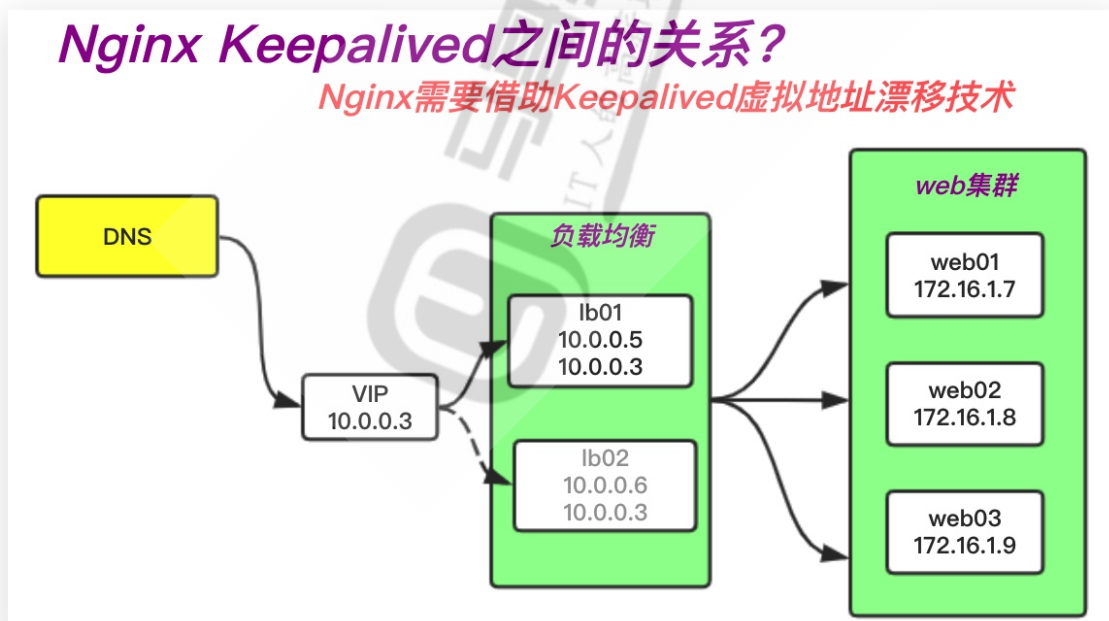 Nginx Keepalived之间的关系?
Nginx需要借助Keepalived虚拟地址漂移技术
DNS
VIP
10.0.0.3
负载均衡
lb01
10.0.0.5
10.0.0.3
lb02
10.0.0.6
10.0.0.3
web集群
web01
172.16.1.7
web02
172.16.1.8
web03
172.16.1.9